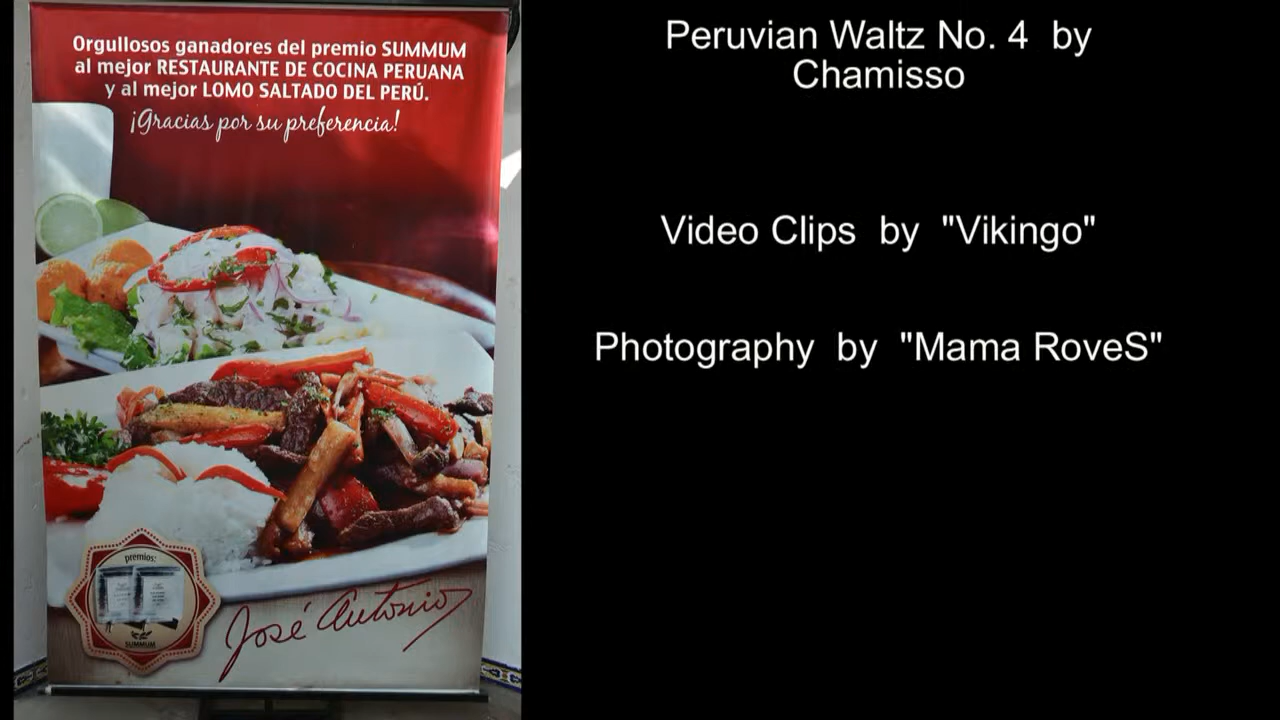 Orgullosos ganadores del premio SUMMUM
al mejor RESTAURANTE DE COCINA PERUANA
y al mejor LOMO SALTADO DEL PERÚ.
¡Gracias por su preferencia!
premios:
SUMMUM
José Antonio
Peruvian Waltz No. 4 by
Chamisso
Video Clips by "Vikingo"
Photography by "Mama RoveS"